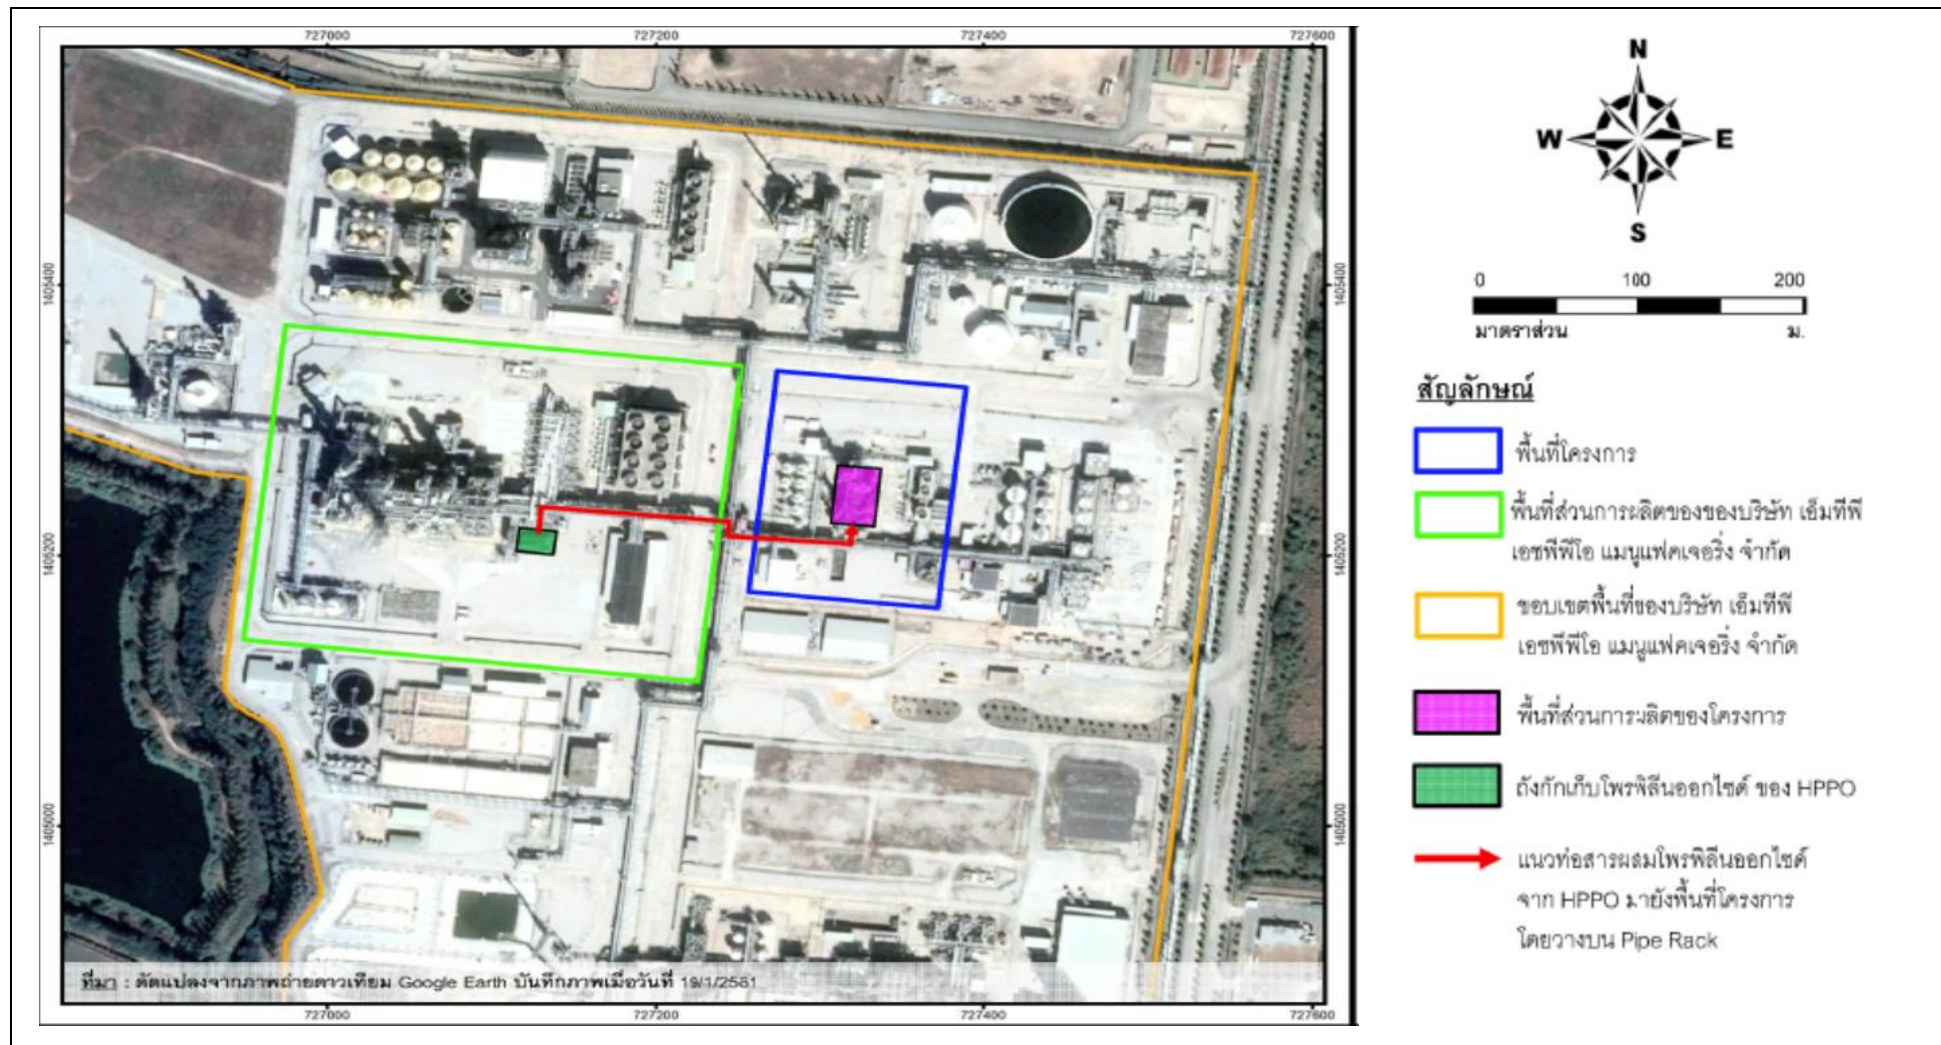 727000 727200 727400 727600
N
W E
S
0 100 200
มาตราส่วน ม.
1405400 1405400
สัญลักษณ์
พื้นที่โครงการ
พื้นที่ส่วนการผลิตของของบริษัท เอ็มทีพี
เอชพีพีโอ แมนูแฟคเจอริ่ง จำกัด
1405200 1405200
ขอบเขตพื้นที่ของบริษัท เอ็มทีพี
เอชพีพีโอ แมนูแฟคเจอริ่ง จำกัด
พื้นที่ส่วนการผลิตของโครงการ
ถังกักเก็บโพรพิลีนออกไซด์ ของ HPPO
1405000 1405000
แนวท่อสารผสมโพรพิลีนออกไซด์
จาก HPPO มายังพื้นที่โครงการ
โดยวางบน Pipe Rack
ที่มา : ดัดแปลงจากภาพถ่ายดาวเทียม Google Earth บันทึกภาพเมื่อวันที่ 19/1/2561
727000 727200 727400 727600